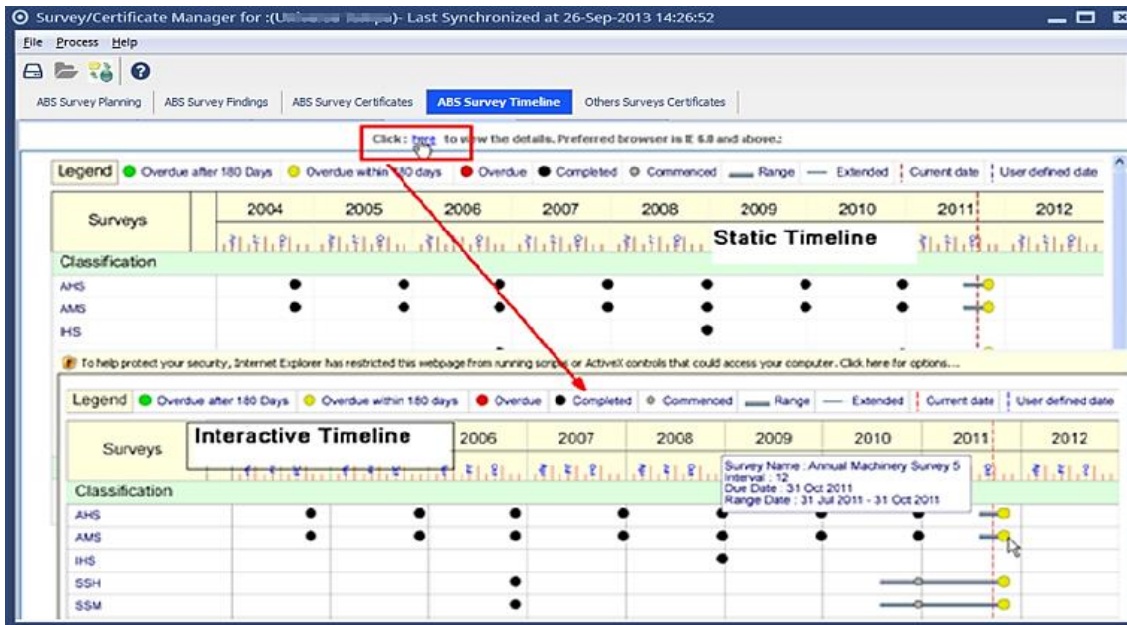 Survey/Certificate Manager for :( )- Last Synchronized at 26-Sep-2013 14:26:52
File Process Help
ABS Survey Planning ABS Survey Findings ABS Survey Certificates ABS Survey Timeline Others Surveys Certificates
Click : here to view the details. Preferred browser is IE 6.0 and above.:
Legend Overdue after 180 Days Overdue within 180 days Overdue Completed Commenced Range Extended Current date User defined date
Surveys 2004 2005 2006 2007 2008 2009 2010 2011 2012
Static Timeline
Classification
AHS
AMS
IHS
To help protect your security, Internet Explorer has restricted this webpage from running scripts or ActiveX controls that could access your computer. Click here for options...
Legend Overdue after 180 Days Overdue within 180 days Overdue Completed Commenced Range Extended Current date User defined date
Surveys Interactive Timeline 2006 2007 2008 2009 2010 2011 2012
Survey Name : Annual Machinery Survey 5
Interval : 12
Due Date : 31 Oct 2011
Range Date : 31 Jul 2011 - 31 Oct 2011
Classification
AHS
AMS
IHS
SSH
SSM